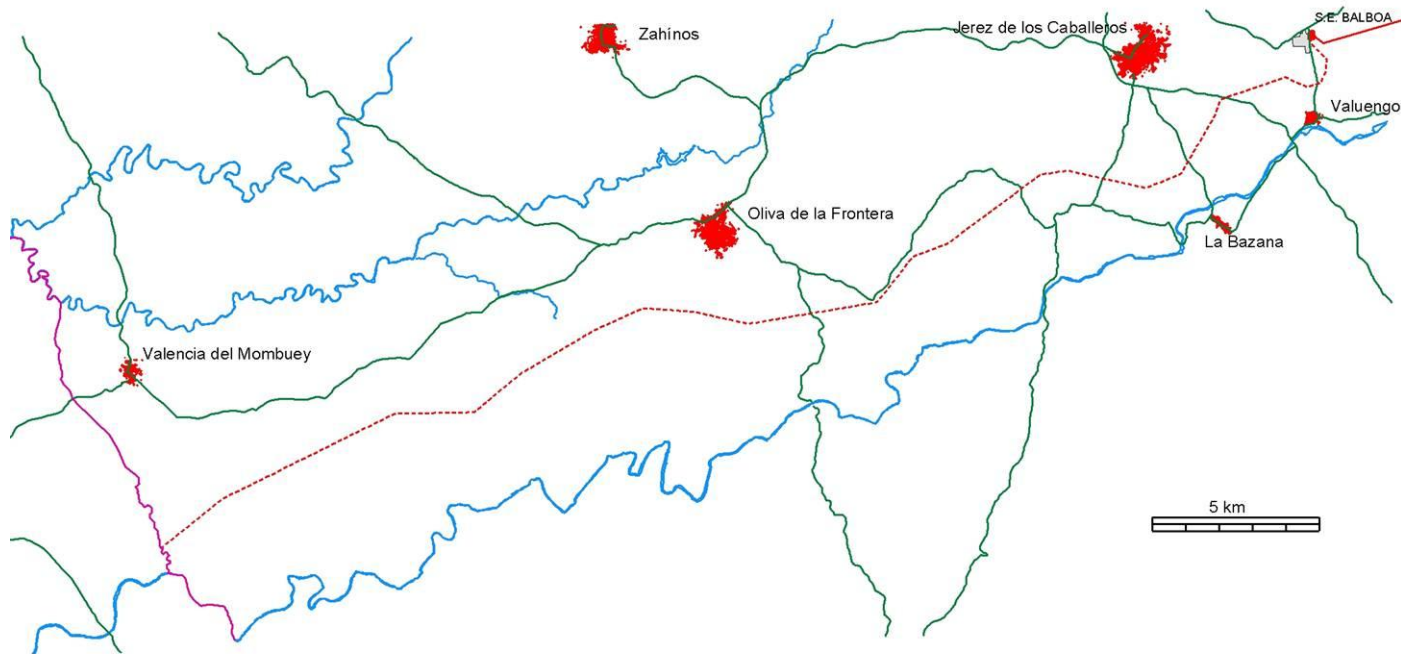 S.E. BALBOA
Zahínos
Jerez de los Caballeros
Valuengo
Oliva de la Frontera
La Bazana
Valencia del Mombuey
5 km